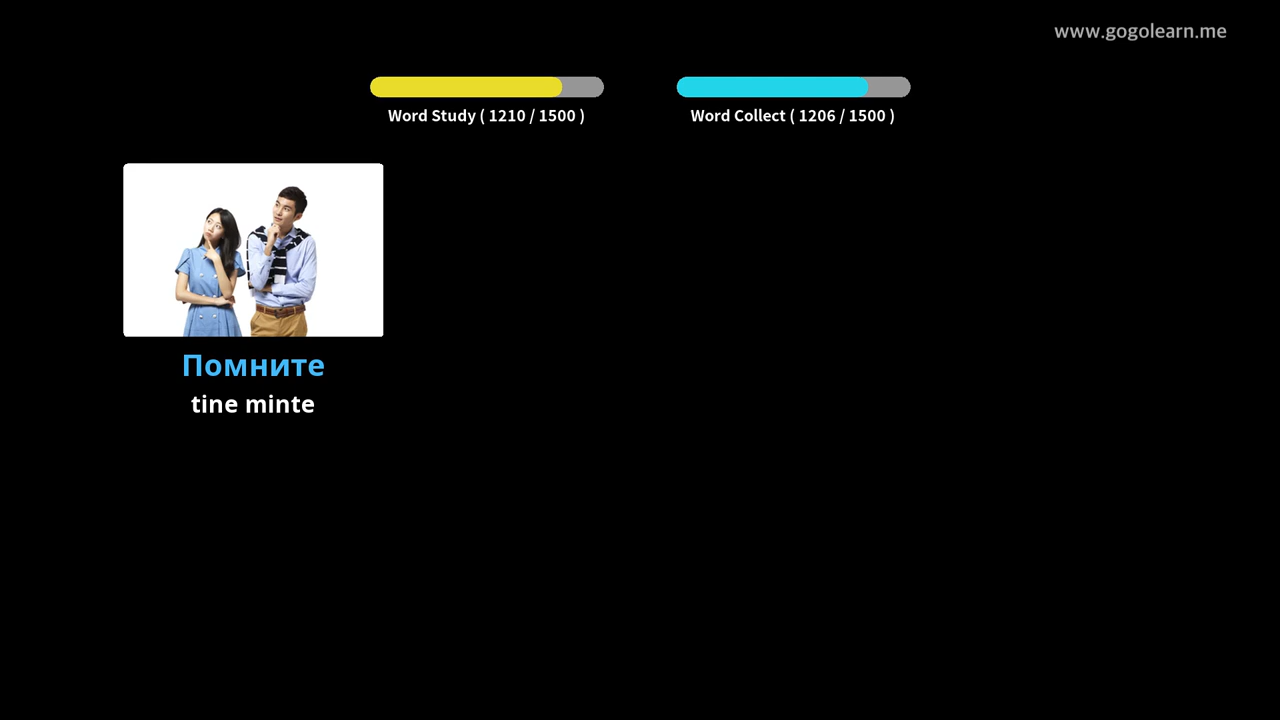 www.gogolearn.me
Word Study ( 1210 / 1500 )
Word Collect ( 1206 / 1500 )
Помните
tine minte